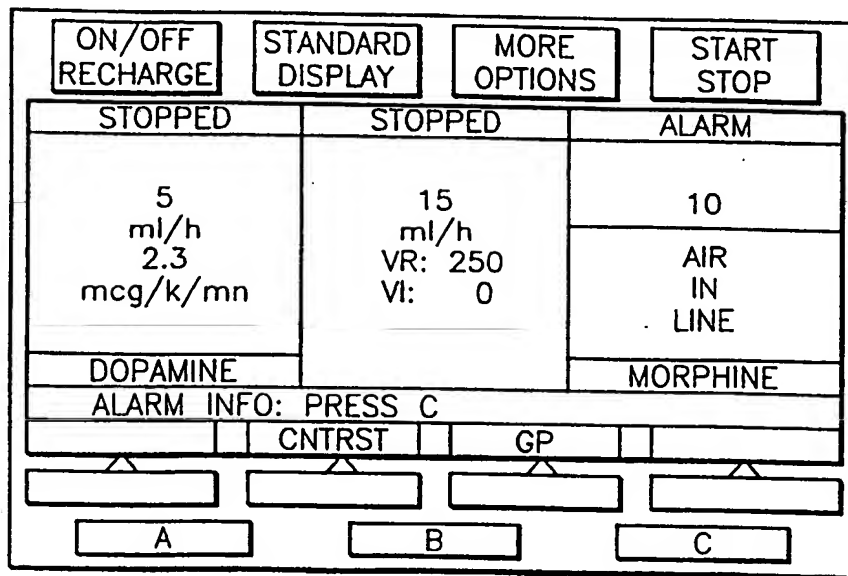 ON/OFF RECHARGE
STANDARD DISPLAY
MORE OPTIONS
START STOP
STOPPED
5
ml/h
2.3
mcg/k/mn
DOPAMINE
STOPPED
15
ml/h
VR: 250
VI: 0
ALARM
10
AIR
IN
LINE
MORPHINE
ALARM INFO: PRESS C
CNTRST
GP
A
B
C